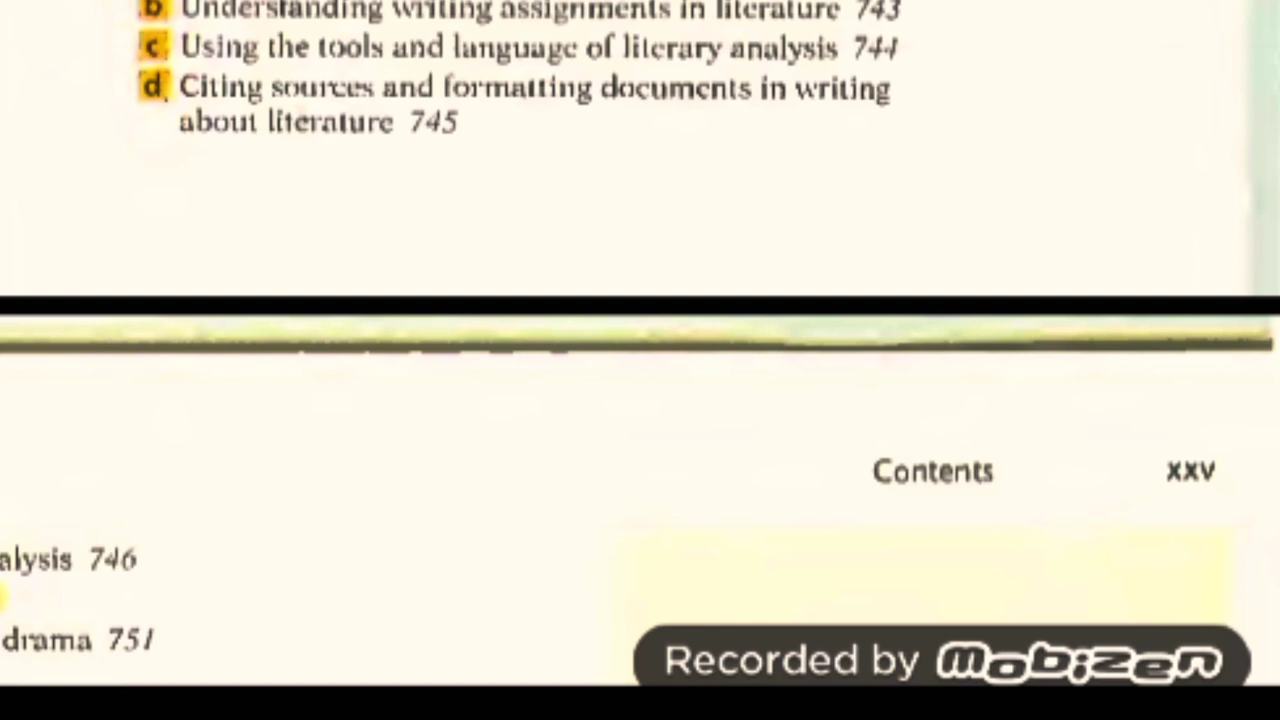 b Understanding writing assignments in literature 743
c Using the tools and language of literary analysis 744
d Citing sources and formatting documents in writing
about literature 745
Contents xxv
alysis 746
drama 751
Recorded by mobizen